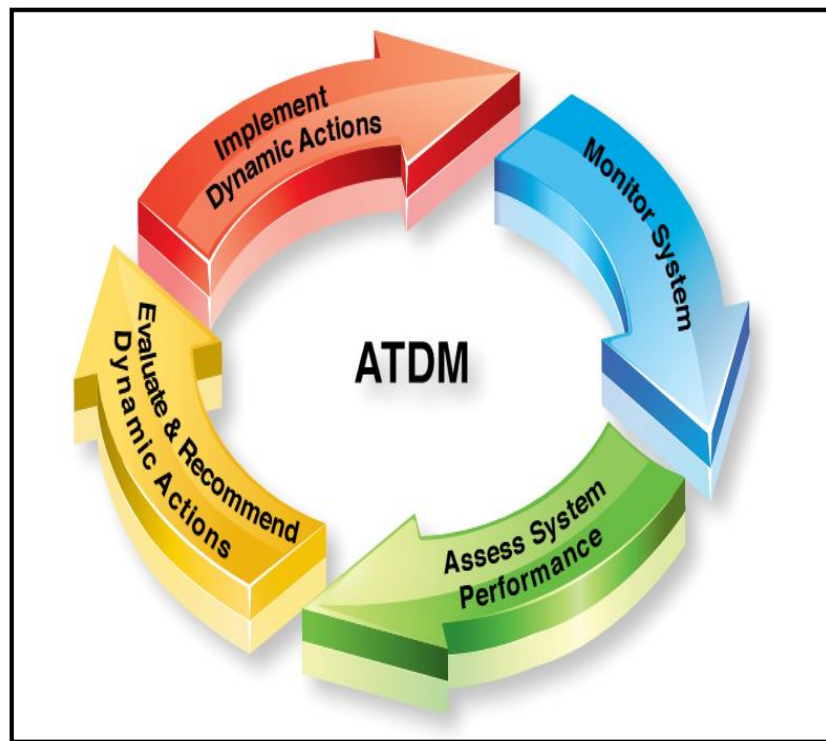 Implement
Dynamic Actions
Monitor System
ATDM
Evaluate & Recommend
Dynamic Actions
Assess System
Performance